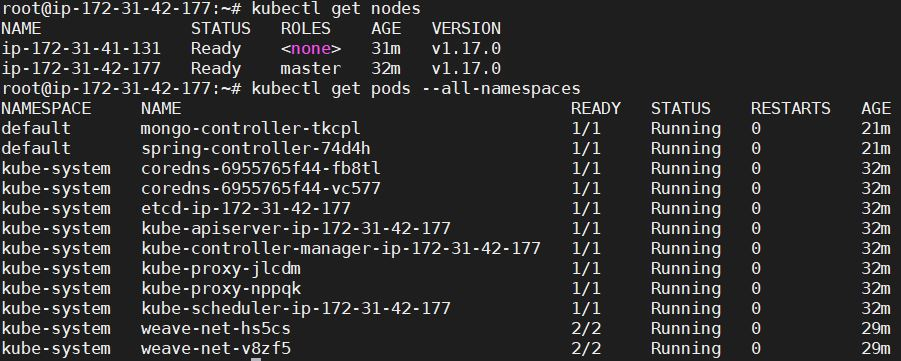 root@ip-172-31-42-177:~# kubectl get nodes
NAME STATUS ROLES AGE VERSION
ip-172-31-41-131 Ready <none> 31m v1.17.0
ip-172-31-42-177 Ready master 32m v1.17.0
root@ip-172-31-42-177:~# kubectl get pods --all-namespaces
NAMESPACE NAME READY STATUS RESTARTS AGE
default mongo-controller-tkcpl 1/1 Running 0 21m
default spring-controller-74d4h 1/1 Running 0 21m
kube-system coredns-6955765f44-fb8tl 1/1 Running 0 32m
kube-system coredns-6955765f44-vc577 1/1 Running 0 32m
kube-system etcd-ip-172-31-42-177 1/1 Running 0 32m
kube-system kube-apiserver-ip-172-31-42-177 1/1 Running 0 32m
kube-system kube-controller-manager-ip-172-31-42-177 1/1 Running 0 32m
kube-system kube-proxy-jlcdm 1/1 Running 0 32m
kube-system kube-proxy-nppqk 1/1 Running 0 32m
kube-system kube-scheduler-ip-172-31-42-177 1/1 Running 0 32m
kube-system weave-net-hs5cs 2/2 Running 0 29m
kube-system weave-net-v8zf5 2/2 Running 0 29m